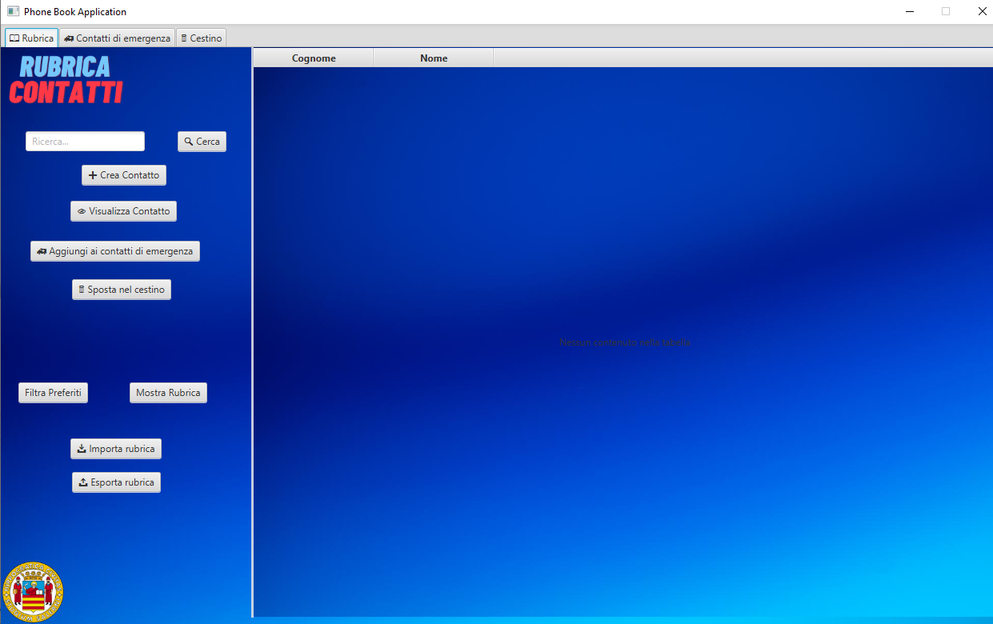 Phone Book Application
Rubrica
Contatti di emergenza
Cestino
RUBRICA
CONTATTI
Cognome
Nome
Ricerca...
Cerca
Crea Contatto
Visualizza Contatto
Aggiungi ai contatti di emergenza
Sposta nel cestino
Nessun contenuto nella tabella
Filtra Preferiti
Mostra Rubrica
Importa rubrica
Esporta rubrica